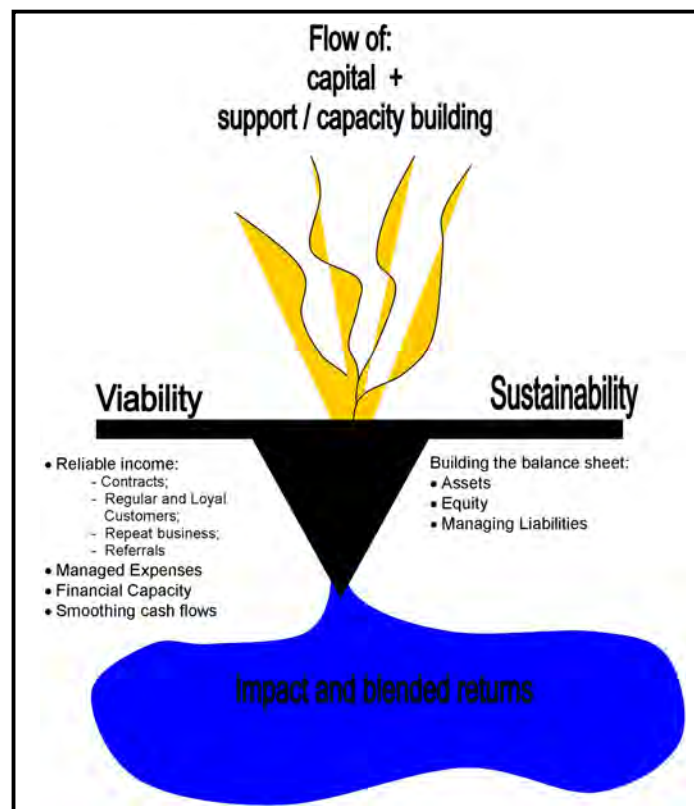 Flow of:
capital +
support / capacity building
Viability
Sustainability
• Reliable income:
- Contracts;
- Regular and Loyal
Customers;
- Repeat business;
- Referrals
• Managed Expenses
• Financial Capacity
• Smoothing cash flows
Building the balance sheet:
▪ Assets
▪ Equity
▪ Managing Liabilities
Impact and blended returns